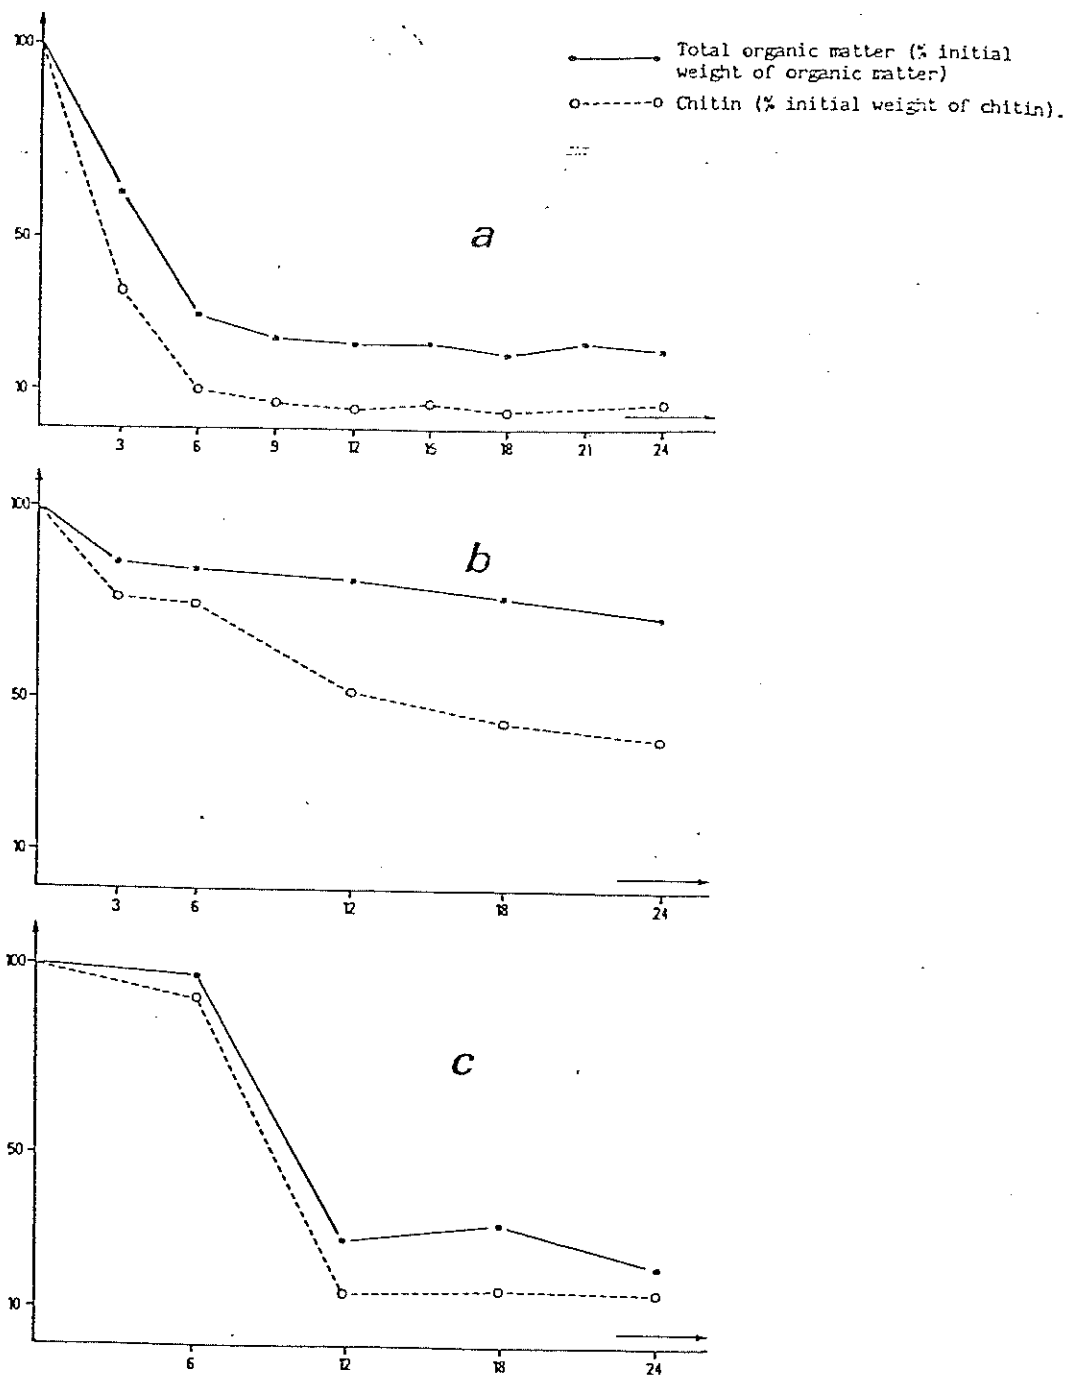 100
Total organic matter (% initial
weight of organic matter)
Chitin (% initial weight of chitin).
50
a
10
3 6 9 12 15 18 21 24
100
b
50
10
3 6 12 18 24
100
c
50
10
6 12 18 24